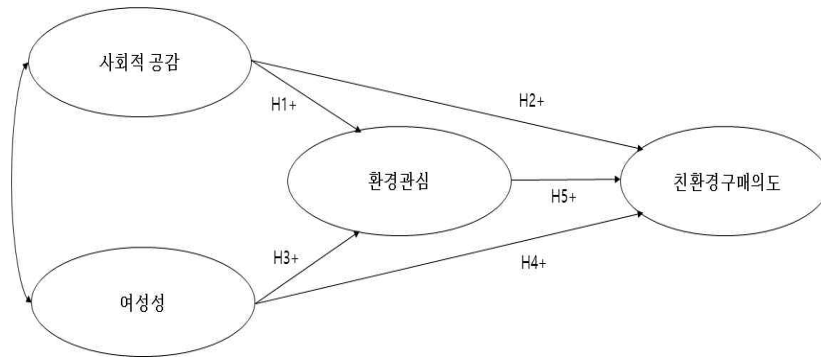 사회적 공감
H2+
H1+
환경관심
친환경구매의도
H5+
H3+
H4+
여성성